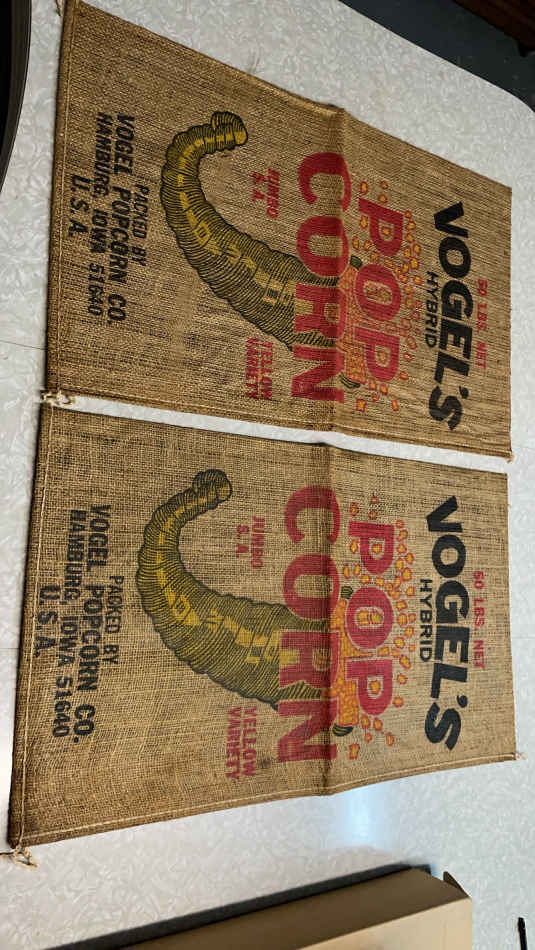 50 LBS. NET
VOGEL'S
HYBRID
POP
CORN
JUMBO
S.A.
YELLOW
VARIETY
PACKED BY
VOGEL POPCORN CO.
HAMBURG, IOWA 51640
U.S.A.
50 LBS. NET
VOGEL'S
HYBRID
POP
CORN
JUMBO
S.A.
YELLOW
VARIETY
PACKED BY
VOGEL POPCORN CO.
HAMBURG, IOWA 51640
U.S.A.